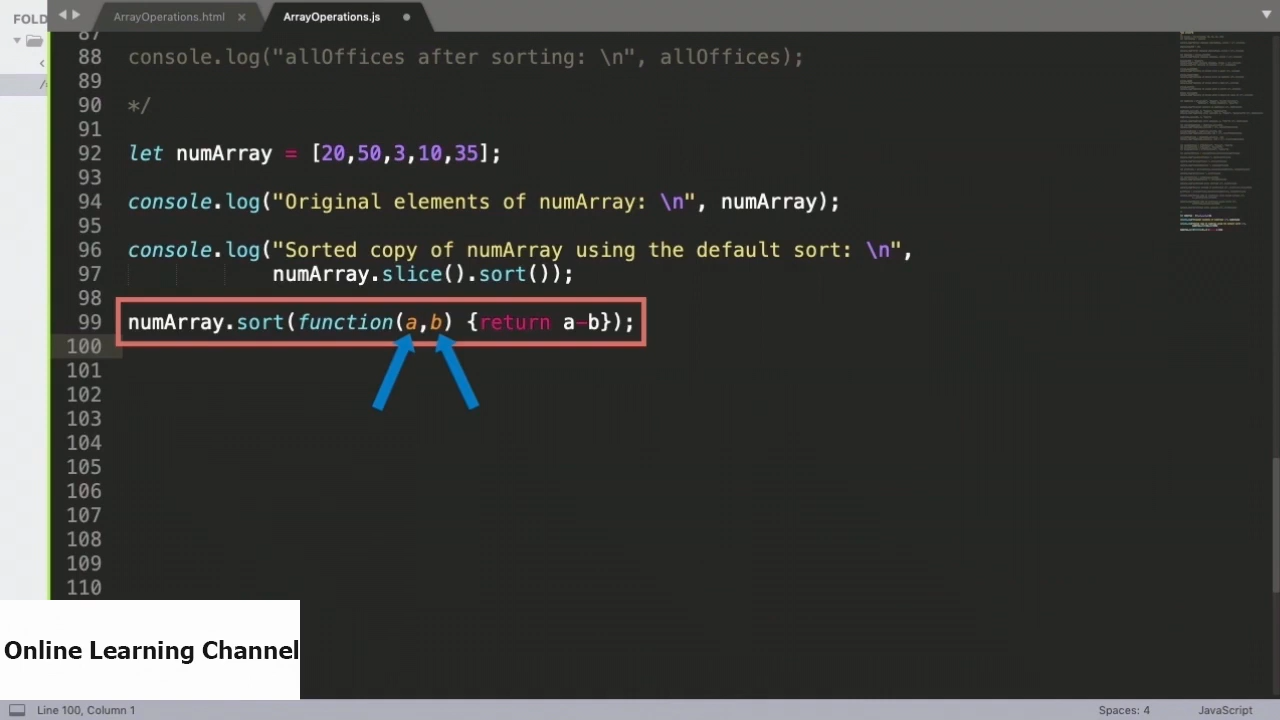 FOLD
ArrayOperations.html ×
ArrayOperations.js
87
88 console.log("allOffices after sorting: \n", allOffices);
89
90 */
91
92 let numArray = [20,50,3,10,35];
93
94 console.log("Original elements of numArray: \n", numArray);
95
96 console.log("Sorted copy of numArray using the default sort: \n",
97 numArray.slice().sort());
98
99 numArray.sort(function(a,b) {return a-b});
100
101
102
103
104
105
106
107
108
109
110
Online Learning Channel
Line 100, Column 1
Spaces: 4
JavaScript